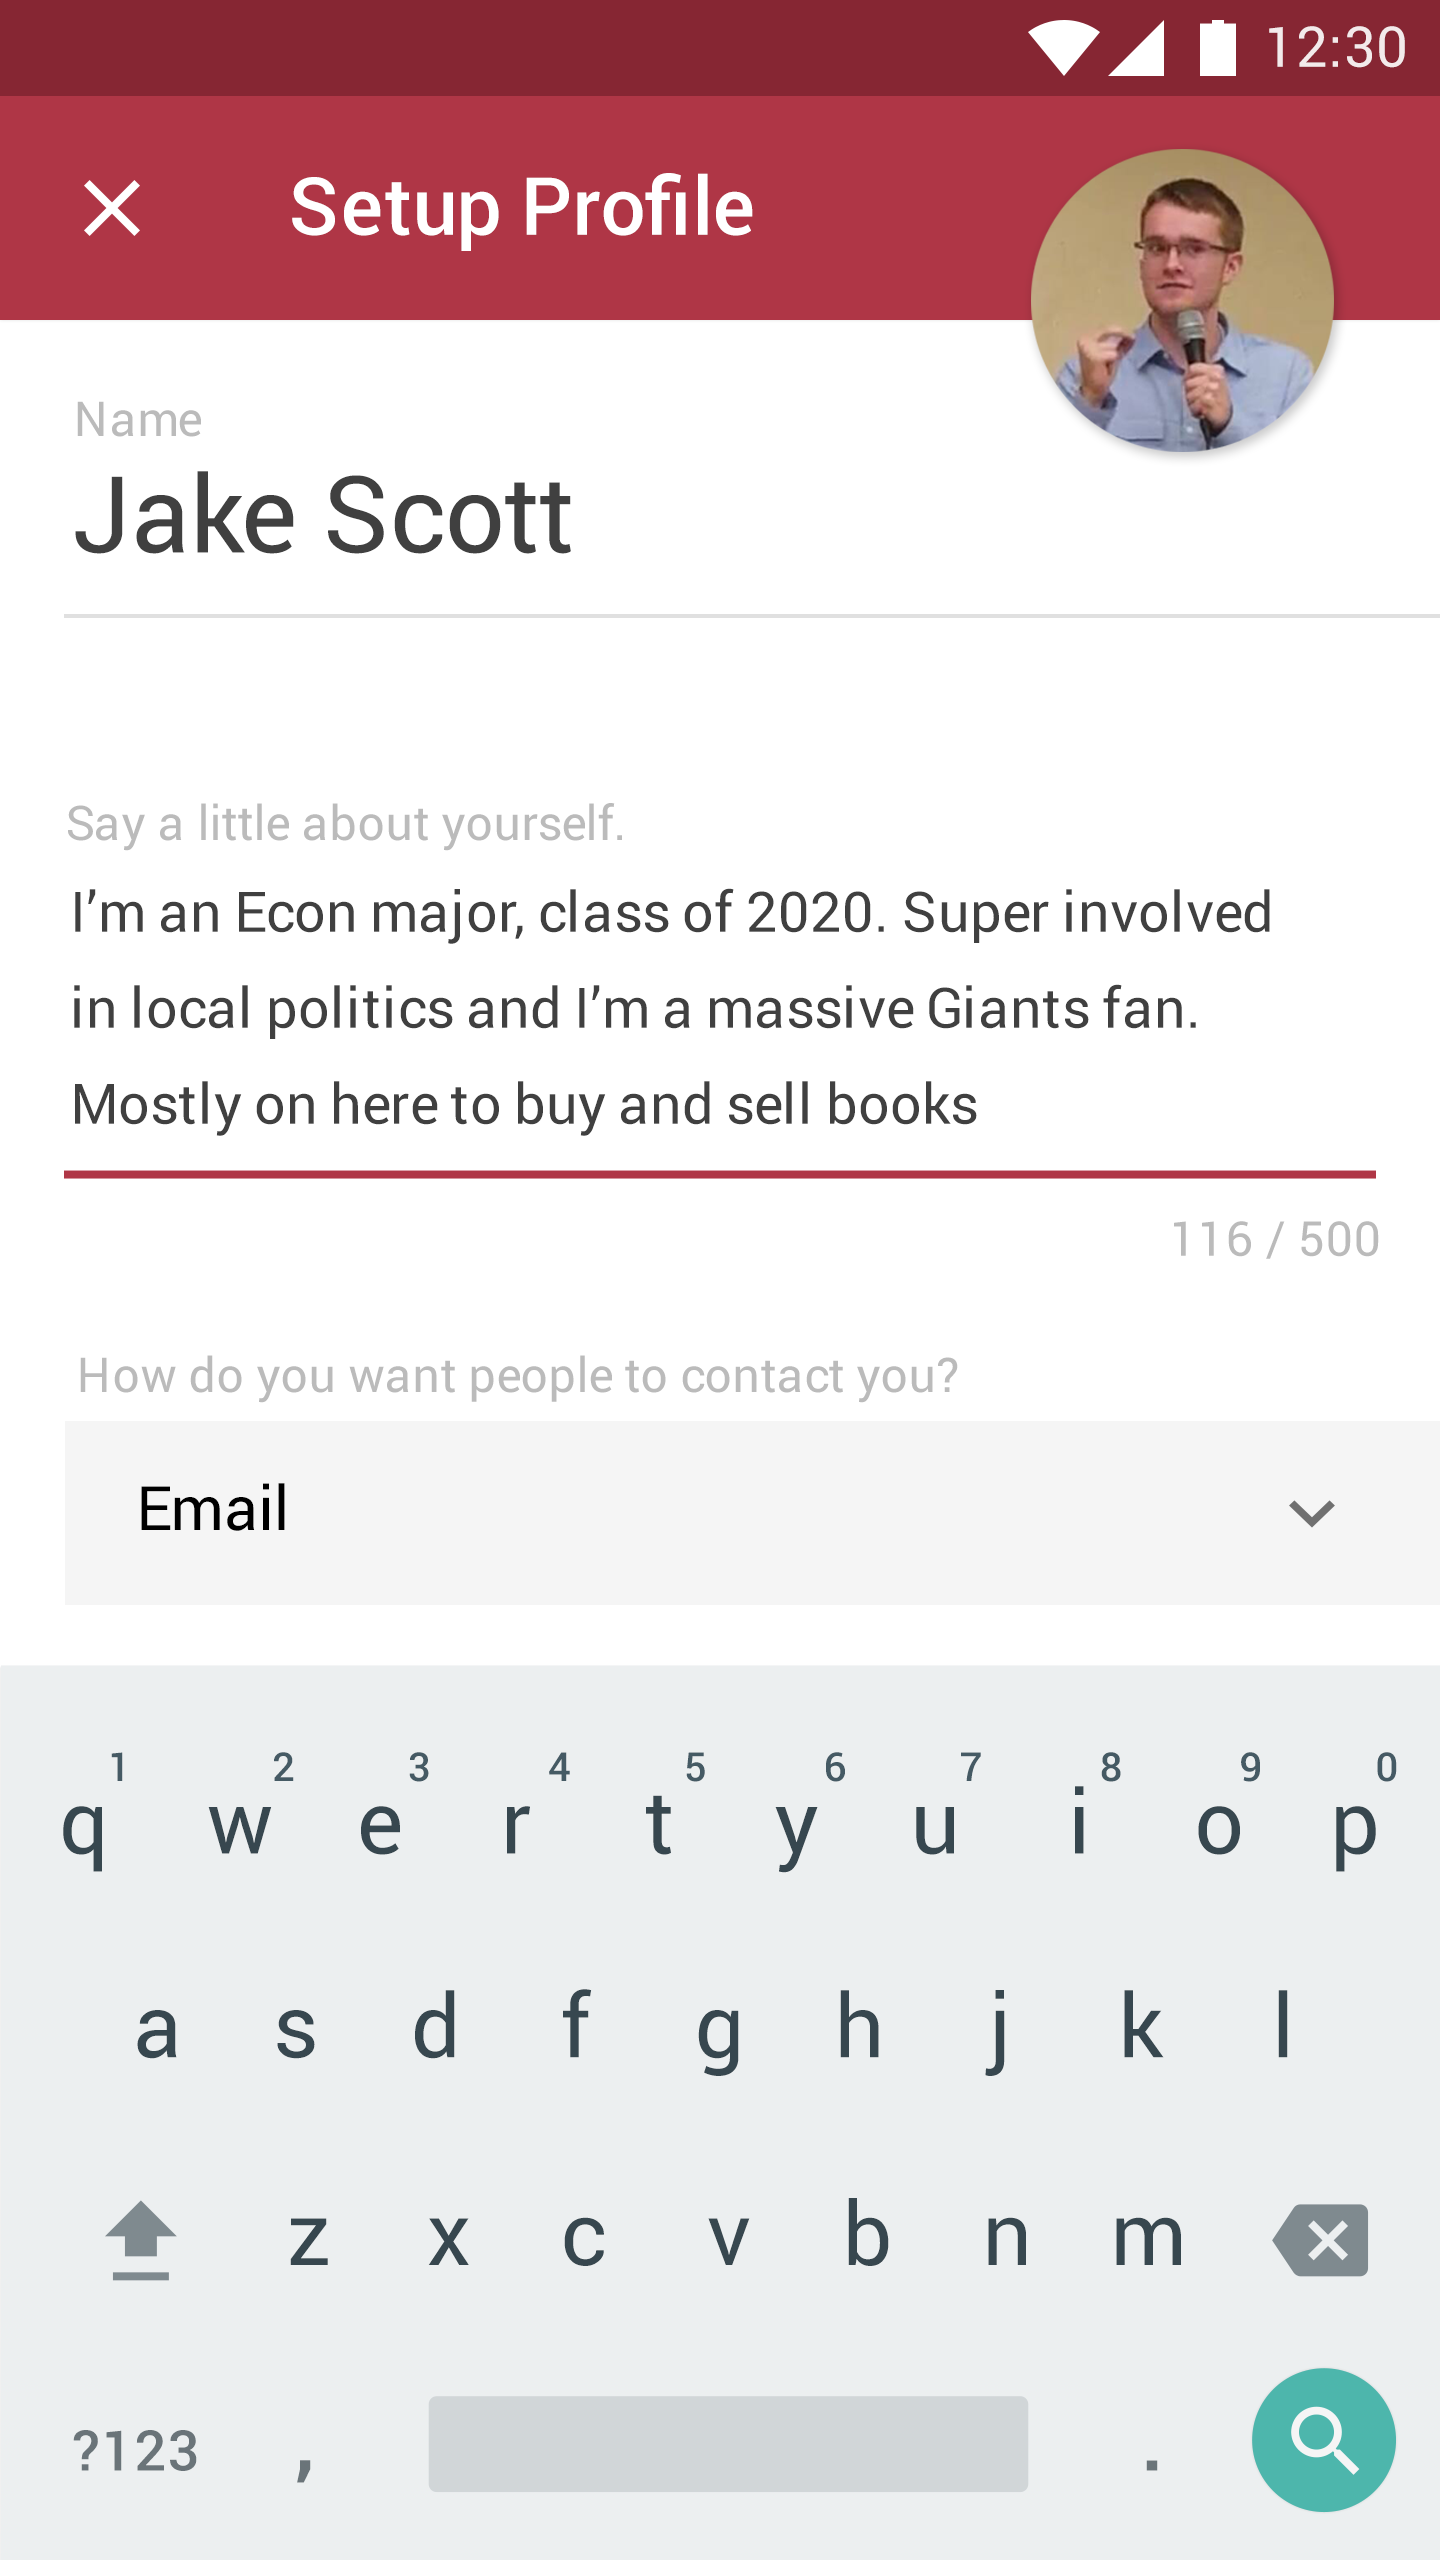 12:30
Setup Profile
Name
Jake Scott
Say a little about yourself.
I’m an Econ major, class of 2020. Super involved
in local politics and I’m a massive Giants fan.
Mostly on here to buy and sell books
116 / 500
How do you want people to contact you?
Email
1 2 3 4 5 6 7 8 9 0
q w e r t y u i o p
a s d f g h j k l
z x c v b n m
?123 , .